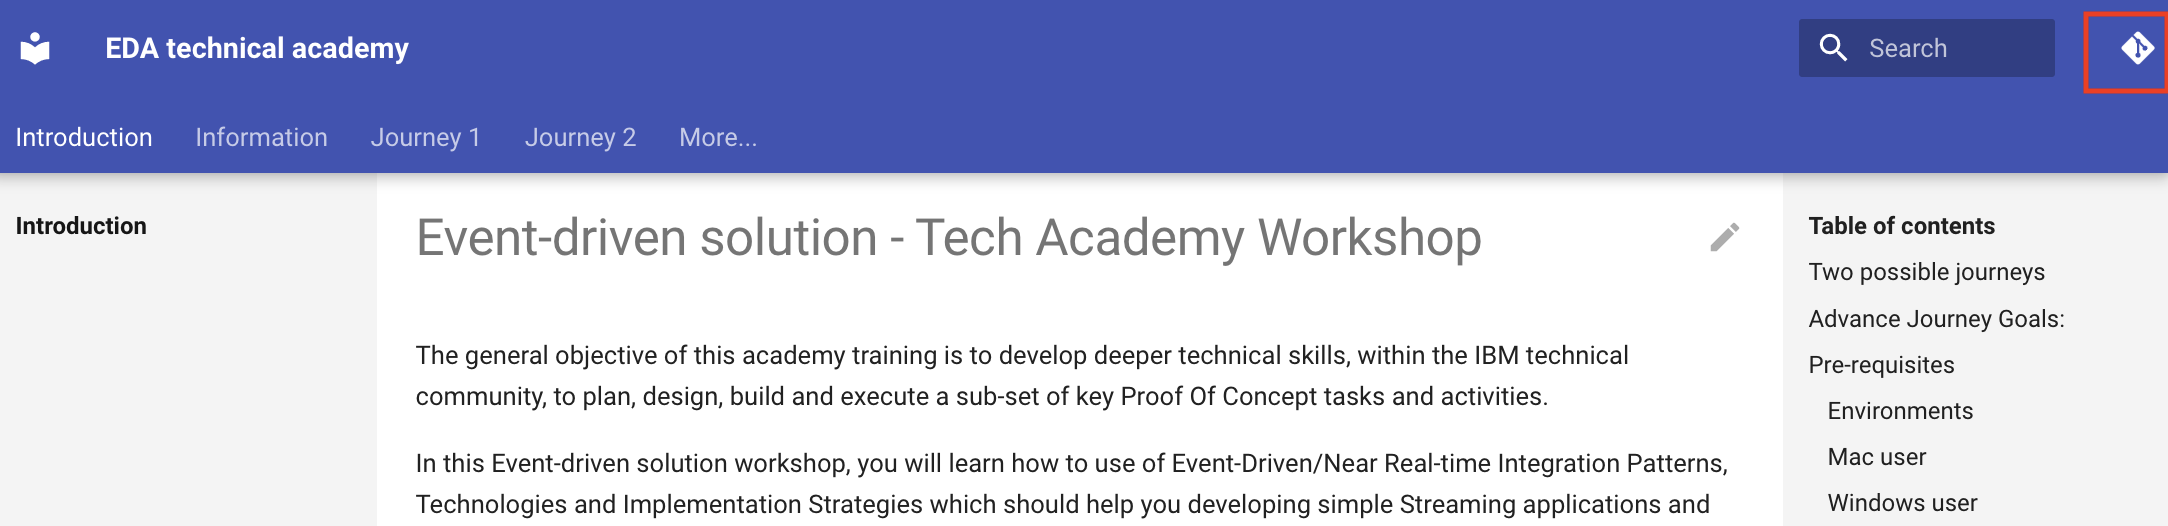 EDA technical academy
Search
Introduction
Information
Journey 1
Journey 2
More...
Introduction
Event-driven solution - Tech Academy Workshop
The general objective of this academy training is to develop deeper technical skills, within the IBM technical
community, to plan, design, build and execute a sub-set of key Proof Of Concept tasks and activities.
In this Event-driven solution workshop, you will learn how to use of Event-Driven/Near Real-time Integration Patterns,
Technologies and Implementation Strategies which should help you developing simple Streaming applications and
Table of contents
Two possible journeys
Advance Journey Goals:
Pre-requisites
Environments
Mac user
Windows user